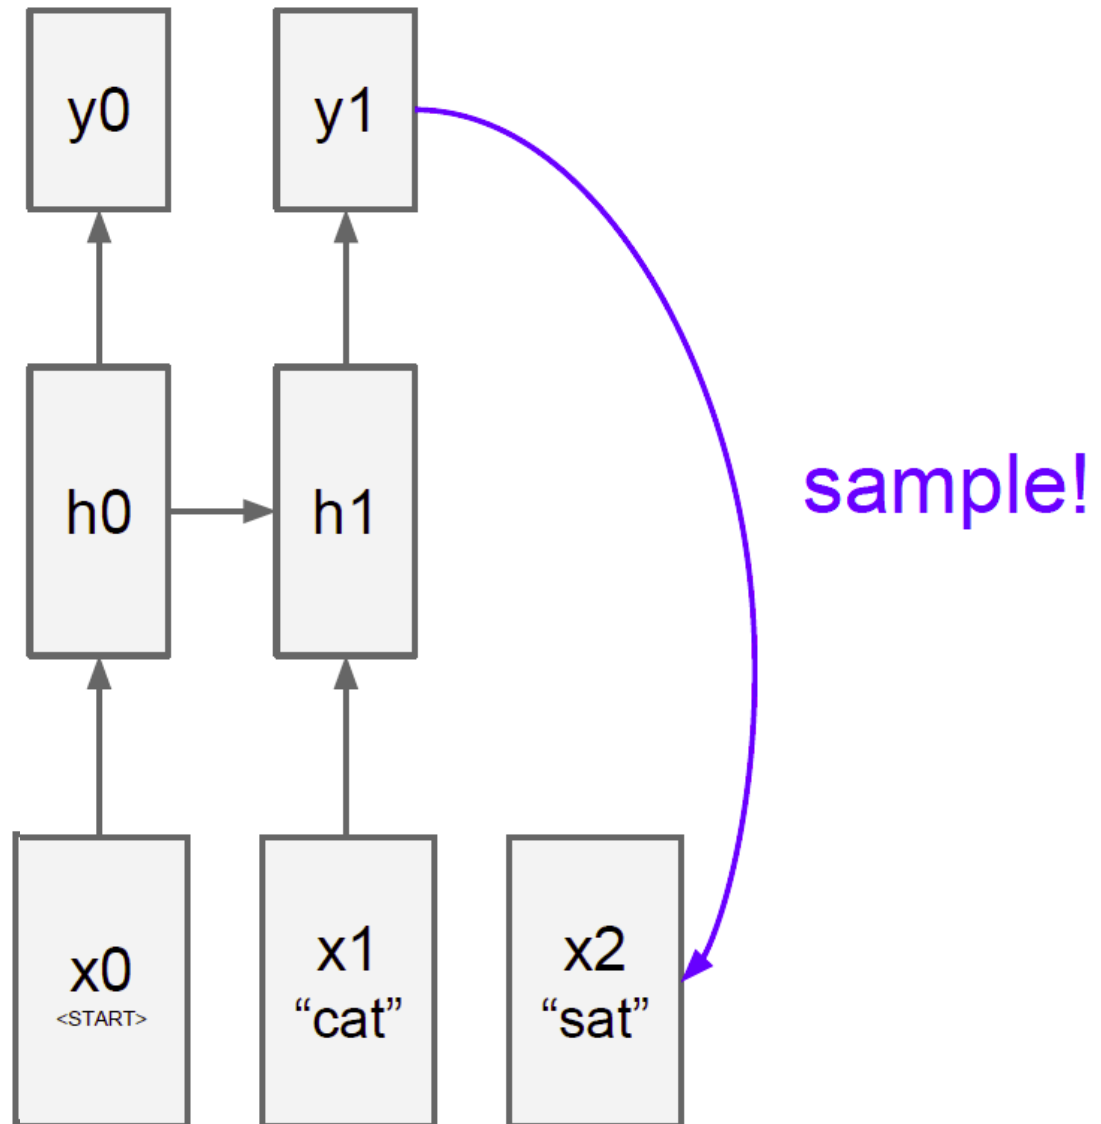 y0
y1
h0
h1
sample!
x0
<START>
x1
“cat”
x2
“sat”